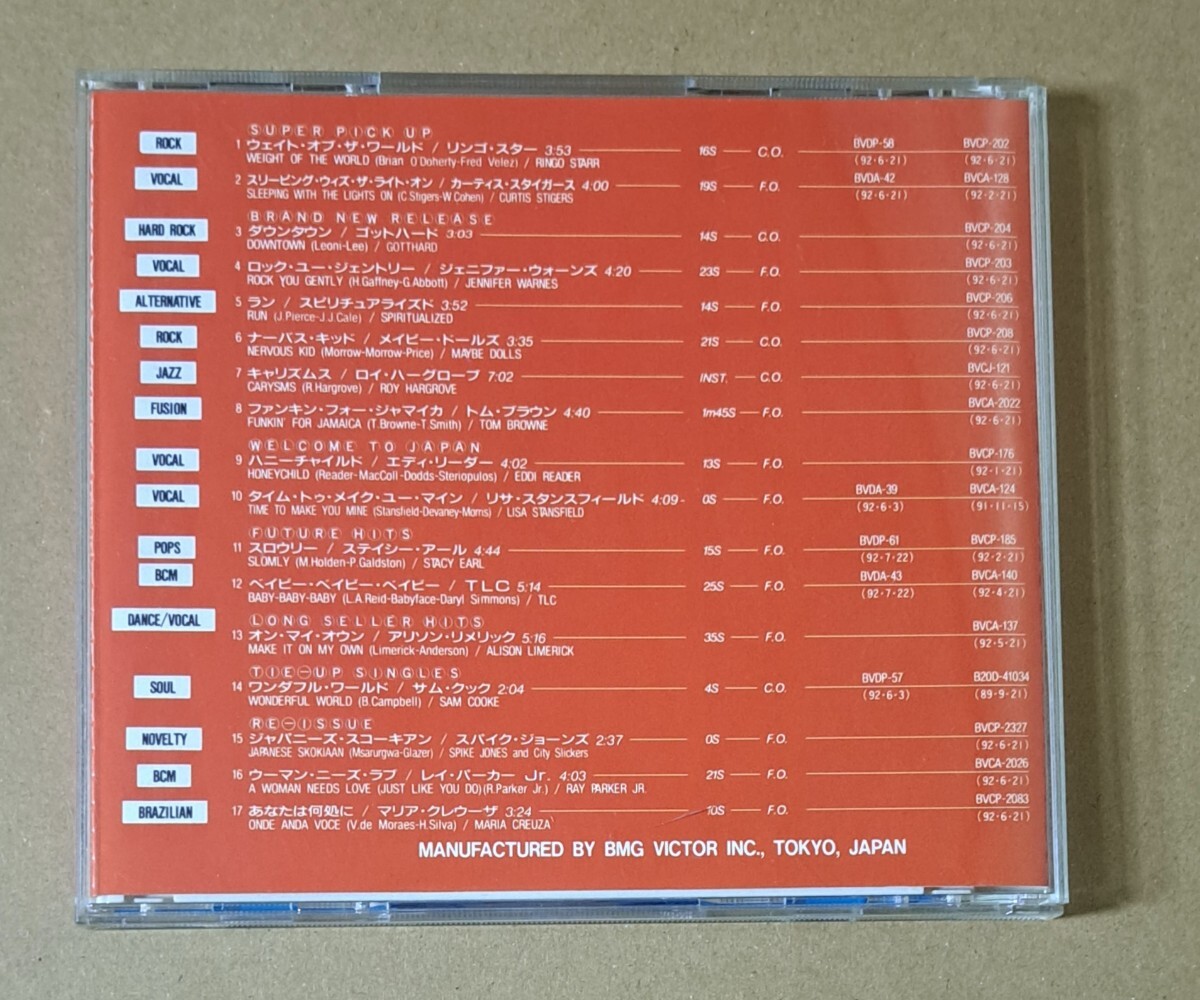 SUPER PICK UP
ROCK 1 ウェイト・オブ・ザ・ワールド / リンゴ・スター 3:53 16S C.O. BVDP-58 BVCP-202
WEIGHT OF THE WORLD (Brian O'Doherty-Fred Velez) / RINGO STARR (92・6・21) (92・6・21)
VOCAL 2 スリーピング・ウィズ・ザ・ライト・オン / カーティス・スタイガース 4:00 19S F.O. BVDA-42 BVCA-128
SLEEPING WITH THE LIGHTS ON (C.Stigers-W.Cohen) / CURTIS STIGERS (92・6・21) (92・2・21)
BRAND NEW RELEASE
HARD ROCK 3 ダウンタウン / ゴットハード 3:03 14S C.O. BVCP-204
DOWNTOWN (Leoni-Lee) / GOTTHARD (92・6・21)
VOCAL 4 ロック・ユー・ジェントリー / ジェニファー・ウォーンズ 4:20 23S F.O. BVCP-203
ROCK YOU GENTLY (H.Gaffney-G.Abbott) / JENNIFER WARNES (92・6・21)
ALTERNATIVE 5 ラン / スピリチュアライズド 3:52 14S F.O. BVCP-206
RUN (J.Pierce-J.J.Cale) / SPIRITUALIZED (92・6・21)
ROCK 6 ナーバス・キッド / メイビー・ドールズ 3:35 21S C.O. BVCP-208
NERVOUS KID (Morrow-Morrow-Price) / MAYBE DOLLS (92・6・21)
JAZZ 7 キャリズムス / ロイ・ハーグローブ 7:02 INST. C.O. BVCJ-121
CARYSMS (R.Hargrove) / ROY HARGROVE (92・6・21)
FUSION 8 ファンキン・フォー・ジャマイカ / トム・ブラウン 4:40 1m45S F.O. BVCA-2022
FUNKIN' FOR JAMAICA (T.Browne-T.Smith) / TOM BROWNE (92・6・21)
WELCOME TO JAPAN
VOCAL 9 ハニーチャイルド / エディ・リーダー 4:02 13S F.O. BVCP-176
HONEYCHILD (Reader-MacColl-Dodds-Steriopulos) / EDDI READER (92・1・21)
VOCAL 10 タイム・トゥ・メイク・ユー・マイン / リサ・スタンスフィールド 4:09 0S F.O. BVDA-39 BVCA-124
TIME TO MAKE YOU MINE (Stansfield-Devaney-Morris) / LISA STANSFIELD (92・6・3) (91・11・15)
FUTURE HITS
POPS 11 スロウリー / ステイシー・アール 4:44 15S F.O. BVDP-61 BVCP-185
SLOMLY (M.Holden-P.Galdston) / STACY EARL (92・7・22) (92・2・21)
BCM 12 ベイビー・ベイビー・ベイビー / TLC 5:14 25S F.O. BVDA-43 BVCA-140
BABY-BABY-BABY (L.A.Reid-Babyface-Daryl Simmons) / TLC (92・7・22) (92・4・21)
LONG SELLER HITS
DANCE/VOCAL 13 オン・マイ・オウン / アリソン・リメリック 5:16 35S F.O. BVCA-137
MAKE IT ON MY OWN (Limerick-Anderson) / ALISON LIMERICK (92・5・21)
TIE-UP SINGLES
SOUL 14 ワンダフル・ワールド / サム・クック 2:04 4S C.O. BVDP-57 B20D-41034
WONDERFUL WORLD (B.Campbell) / SAM COOKE (92・6・3) (89・9・21)
RE-ISSUE
NOVELTY 15 ジャパニーズ・スコーキアン / スパイク・ジョーンズ 2:37 0S F.O. BVCP-2327
JAPANESE SKOKIAAN (Msarurgwa-Glazer) / SPIKE JONES and City Slickers (92・6・21)
BCM 16 ウーマン・ニーズ・ラブ / レイ・パーカー Jr. 4:03 21S F.O. BVCA-2026
A WOMAN NEEDS LOVE (JUST LIKE YOU DO) (R.Parker Jr.) / RAY PARKER JR. (92・6・21)
BRAZILIAN 17 あなたは何処に / マリア・クレウーザ 3:24 10S F.O. BVCP-2083
ONDE ANDA VOCE (V.de Moraes-H.Silva) / MARIA CREUZA (92・6・21)
MANUFACTURED BY BMG VICTOR INC., TOKYO, JAPAN